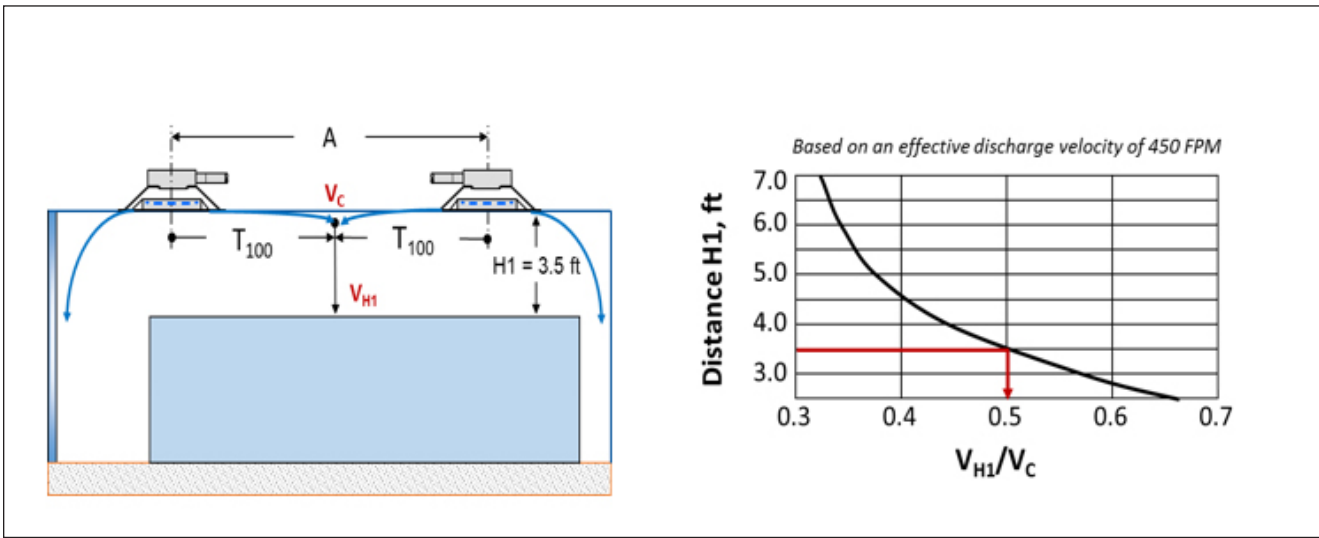 A
V_C
T_100
T_100
H1 = 3.5 ft
V_H1
Based on an effective discharge velocity of 450 FPM
Distance H1, ft
7.0
6.0
5.0
4.0
3.0
0.3 0.4 0.5 0.6 0.7
V_H1/V_C